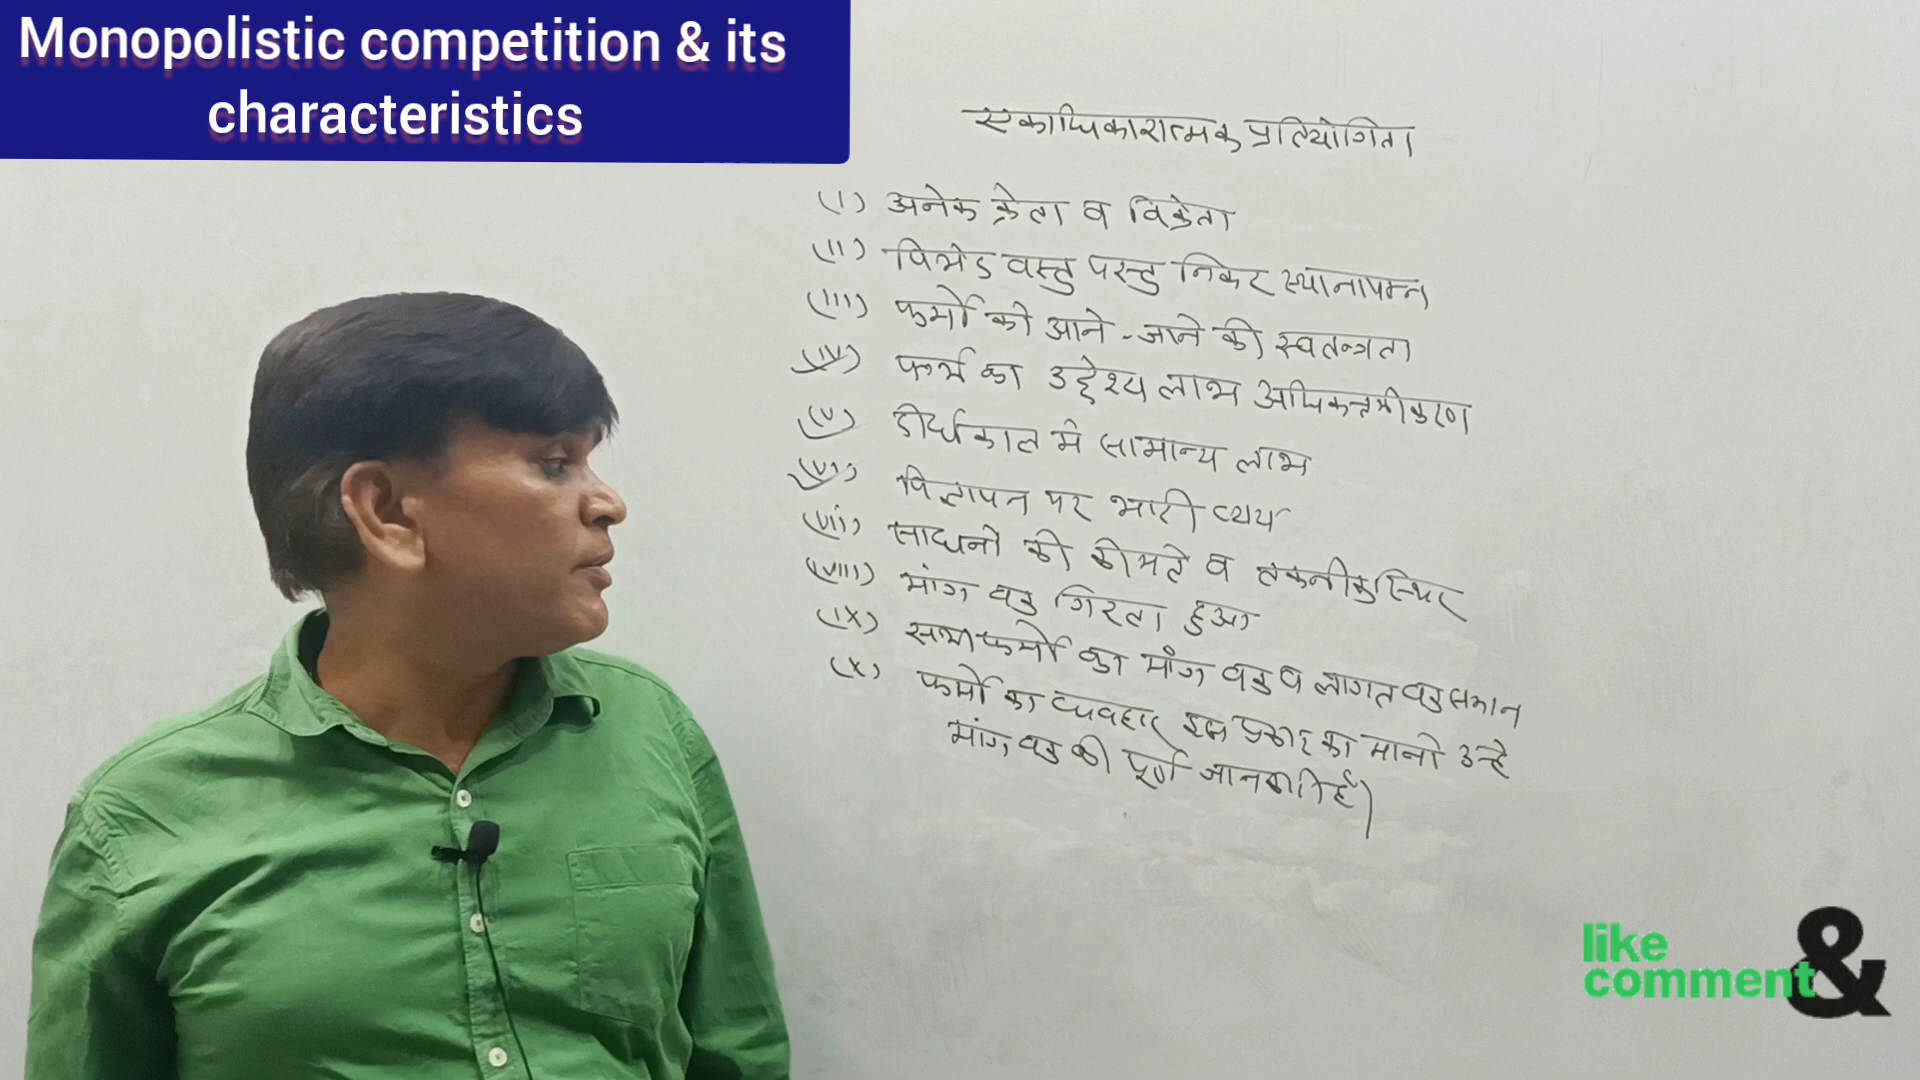 Monopolistic competition & its
characteristics
एकाधिकारात्मक प्रतियोगिता
(i) अनेक क्रेता व विक्रेता
(ii) विभेद वस्तु परन्तु निकट स्थानापन्न
(iii) फर्मों को आने-जाने की स्वतन्त्रता
(iv) फर्म का उद्देश्य लाभ अधिकतमीकरण
(v) दीर्घकाल में सामान्य लाभ
(vi) विज्ञापन पर भारी व्यय
(vii) साधनों की कीमतें व तकनीक स्थिर
(viii) मांग वक्र गिरता हुआ
(ix) सभी फर्मों का माँग वक्र व लागत वक्र समान
(x) फर्मों का व्यवहार इस प्रकार का मानो उन्हे
मांग वक्र की पूर्ण जानकारी है।
like
comment &